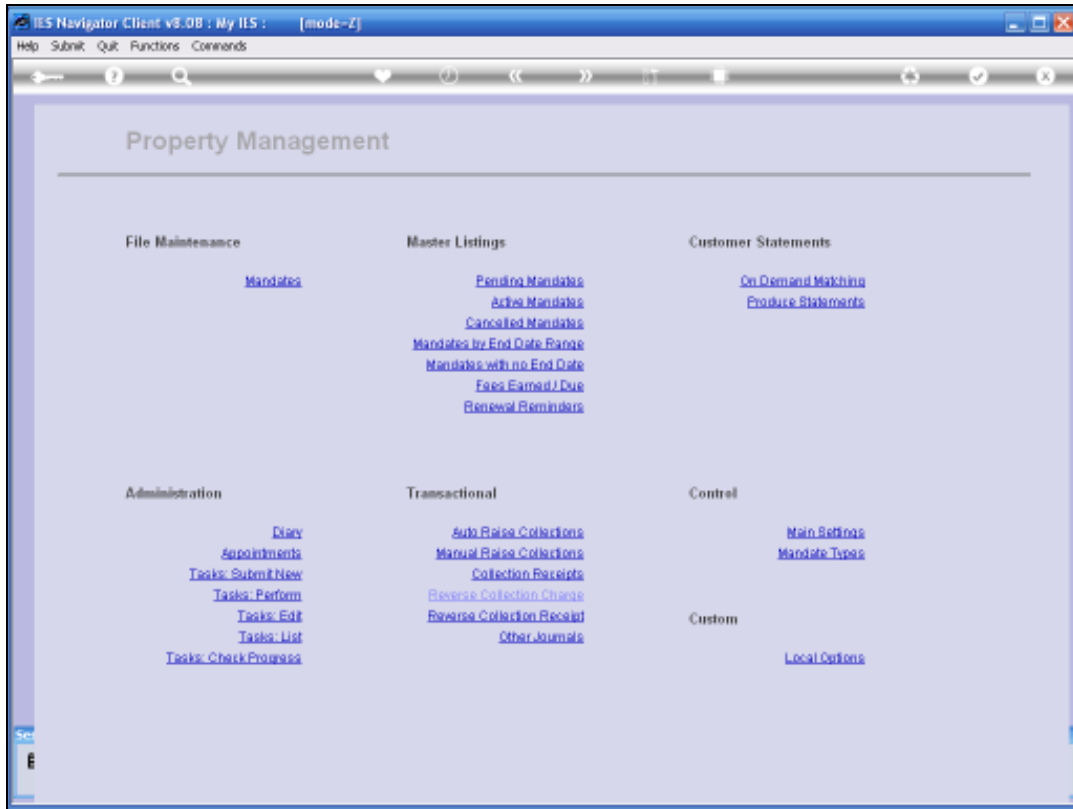 IES Navigator Client v8.08 : My IES : [mode=Z]
Help Submit Quit Functions Commands
Property Management
File Maintenance
Mandates
Master Listings
Pending Mandates
Active Mandates
Cancelled Mandates
Mandates by End Date Range
Mandates with no End Date
Fees Earned / Due
Renewal Reminders
Customer Statements
On Demand Matching
Produce Statements
Administration
Diary
Appointments
Tasks: Submit New
Tasks: Perform
Tasks: Edit
Tasks: List
Tasks: Check Progress
Transactional
Auto Raise Collections
Manual Raise Collections
Collection Receipts
Reverse Collection Charge
Reverse Collection Receipt
Other Journals
Control
Main Settings
Mandate Types
Custom
Local Options